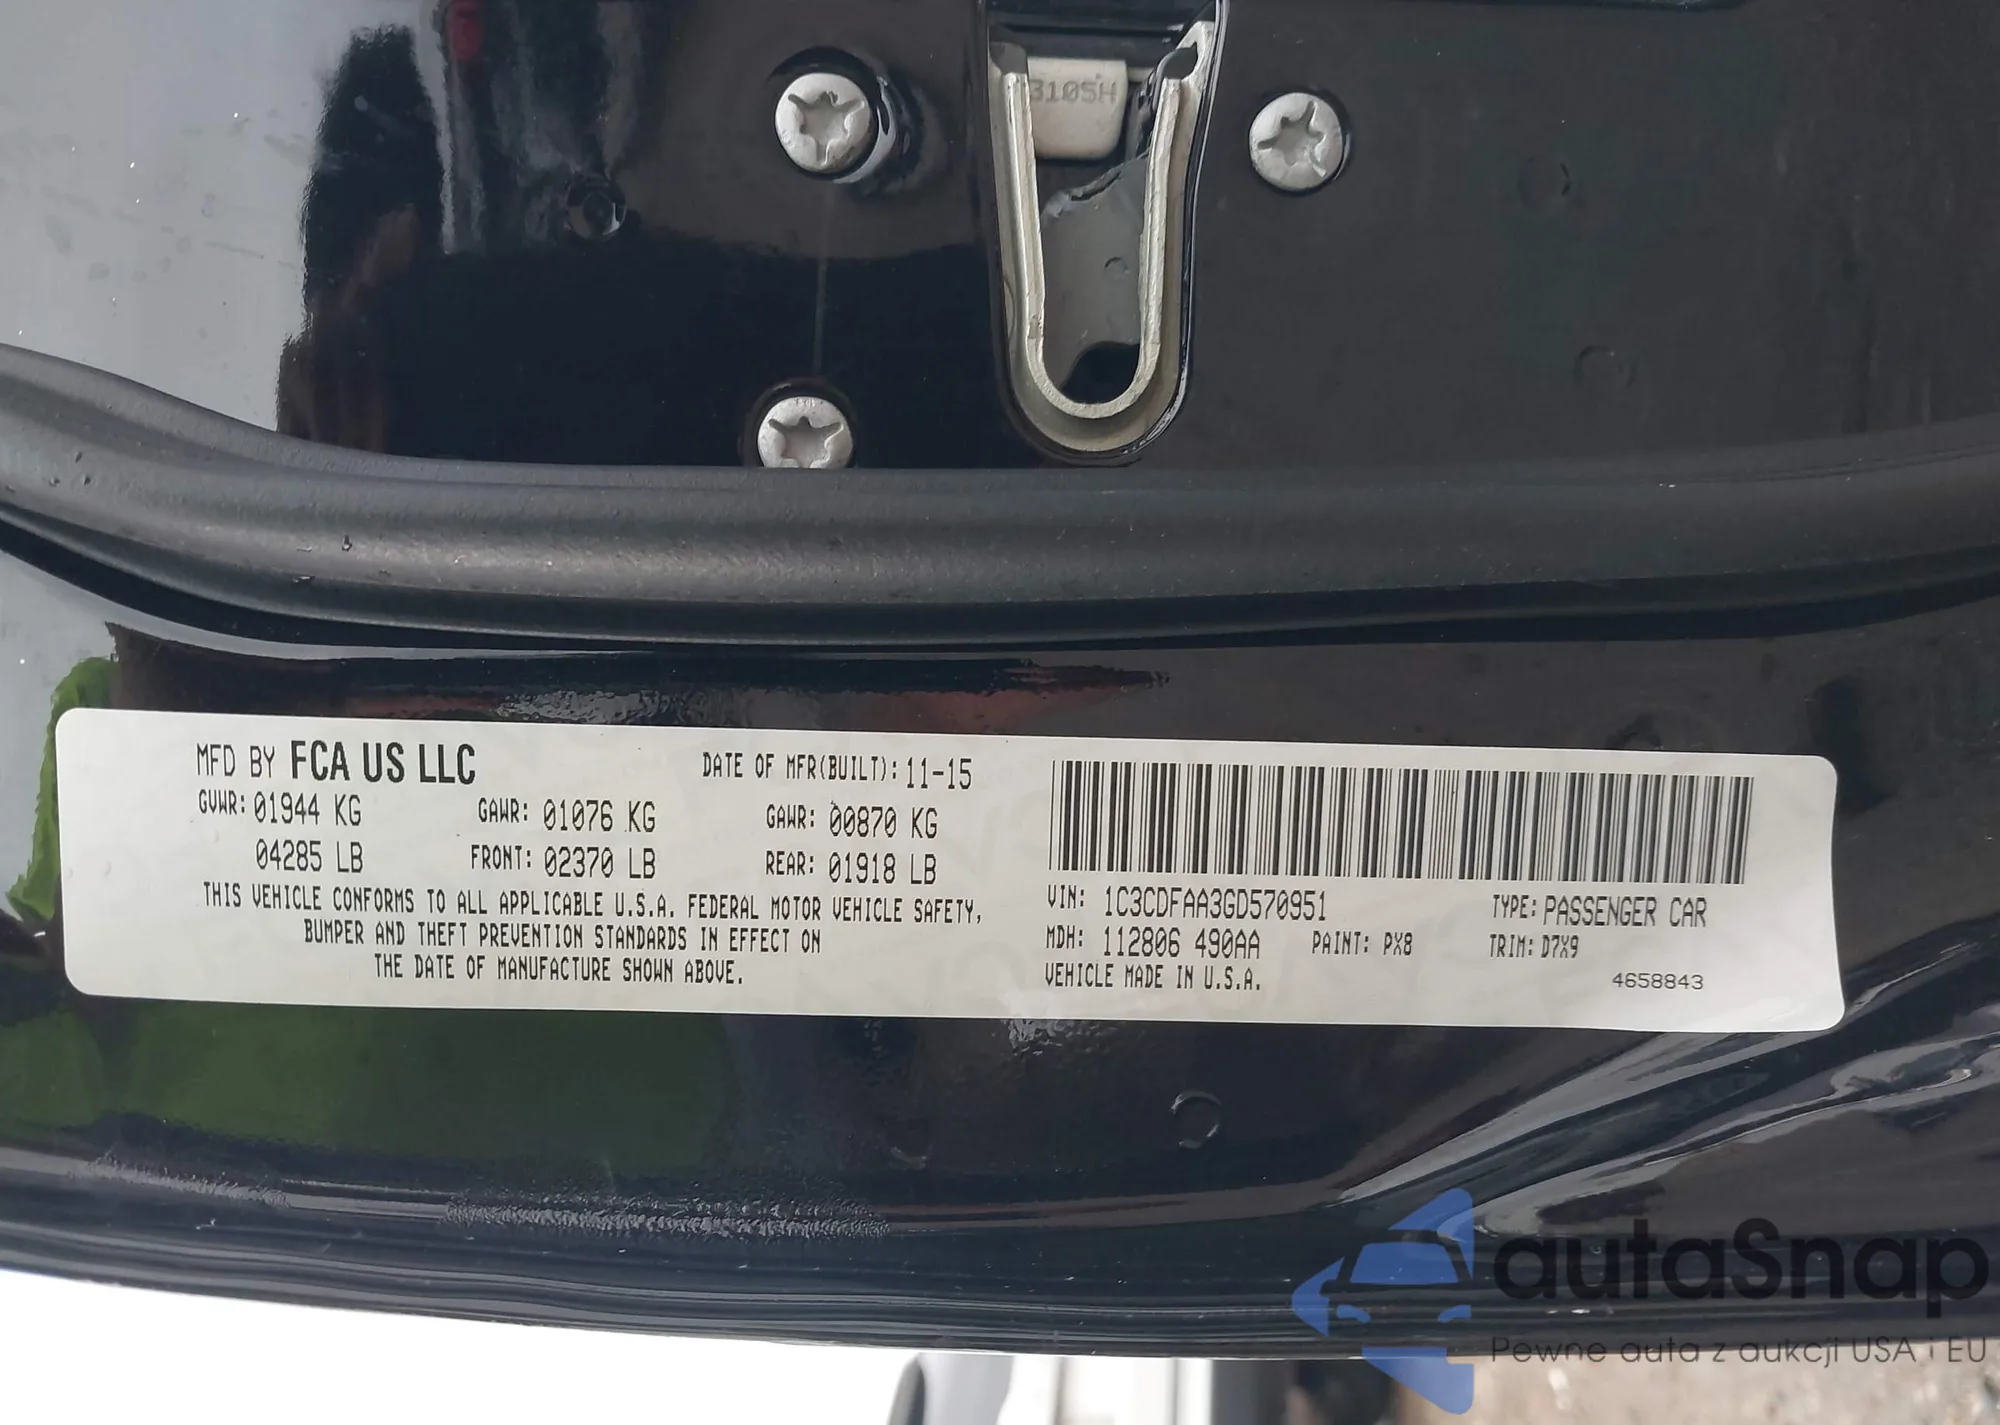 3105H
MFD BY FCA US LLC
DATE OF MFR(BUILT): 11-15
GVWR: 01944 KG
GAWR: 01076 KG
GAWR: 00870 KG
04285 LB
FRONT: 02370 LB
REAR: 01918 LB
THIS VEHICLE CONFORMS TO ALL APPLICABLE U.S.A. FEDERAL MOTOR VEHICLE SAFETY,
BUMPER AND THEFT PREVENTION STANDARDS IN EFFECT ON
THE DATE OF MANUFACTURE SHOWN ABOVE.
VIN: 1C3CDFAA3GD570951
TYPE: PASSENGER CAR
MDH: 112806 490AA
PAINT: PX8
TRIM: D7X9
VEHICLE MADE IN U.S.A.
4658843
autaSnap
Pewne auta z aukcji USA i EU